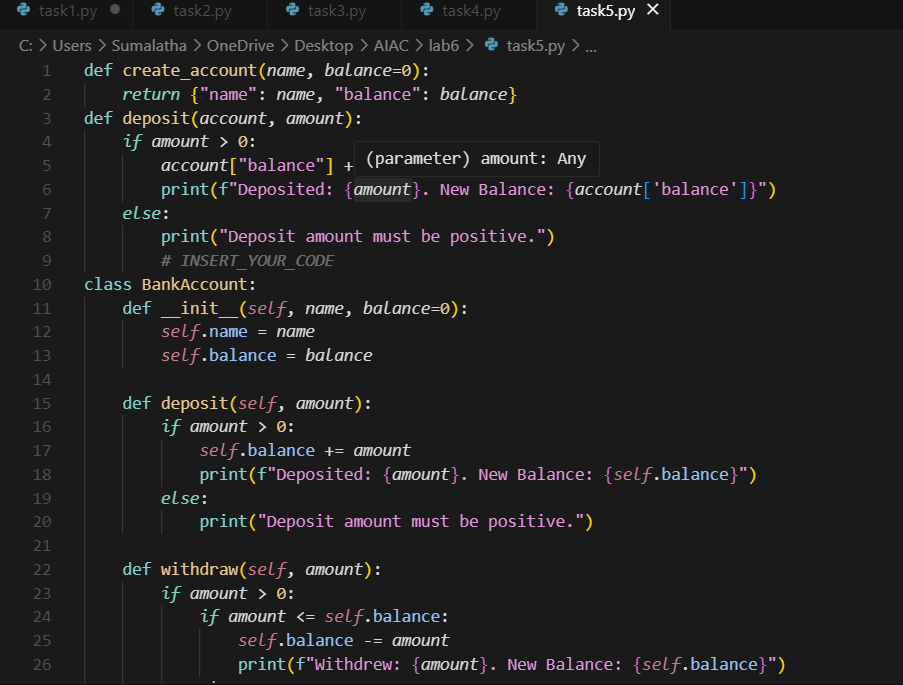 task1.py task2.py task3.py task4.py task5.py
C: > Users > Sumalatha > OneDrive > Desktop > AIAC > lab6 > task5.py > ...
1 def create_account(name, balance=0):
2     return {"name": name, "balance": balance}
3 def deposit(account, amount):
4     if amount > 0:
(parameter) amount: Any
5         account["balance"] +
6         print(f"Deposited: {amount}. New Balance: {account['balance']}")
7     else:
8         print("Deposit amount must be positive.")
9         # INSERT_YOUR_CODE
10 class BankAccount:
11     def __init__(self, name, balance=0):
12         self.name = name
13         self.balance = balance
14
15     def deposit(self, amount):
16         if amount > 0:
17             self.balance += amount
18             print(f"Deposited: {amount}. New Balance: {self.balance}")
19         else:
20             print("Deposit amount must be positive.")
21
22     def withdraw(self, amount):
23         if amount > 0:
24             if amount <= self.balance:
25                 self.balance -= amount
26                 print(f"Withdrew: {amount}. New Balance: {self.balance}")